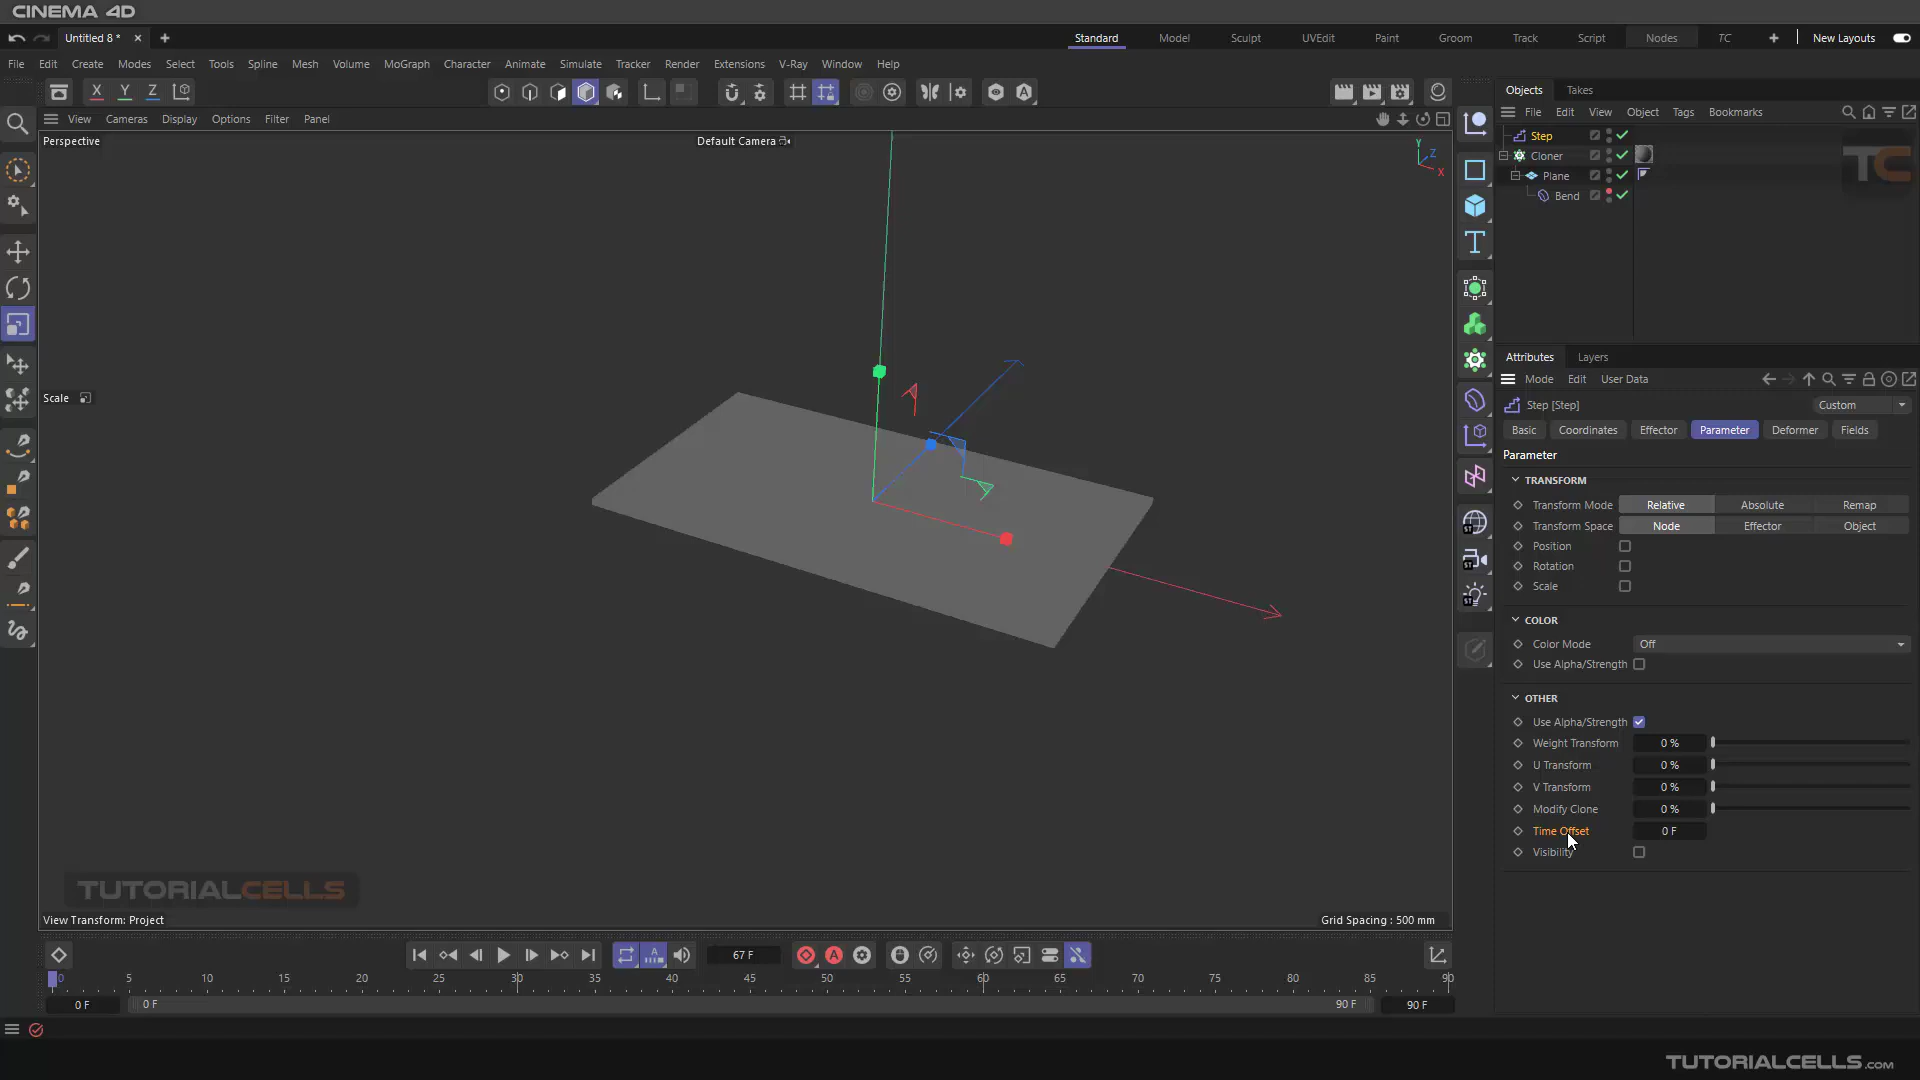 CINEMA 4D
Untitled 8 *
Standard Model Sculpt UVEdit Paint Groom Track Script Nodes TC New Layouts
File Edit Create Modes Select Tools Spline Mesh Volume MoGraph Character Animate Simulate Tracker Render Extensions V-Ray Window Help
X Y Z
View Cameras Display Options Filter Panel
Perspective
Default Camera
Y
Z
X
Scale
TUTORIALCELLS
View Transform: Project
Grid Spacing : 500 mm
Objects Takes
File Edit View Object Tags Bookmarks
Step
Cloner
Plane
Bend
TC
Attributes Layers
Mode Edit User Data
Step [Step]
Custom
Basic Coordinates Effector Parameter Deformer Fields
Parameter
TRANSFORM
Transform Mode Relative Absolute Remap
Transform Space Node Effector Object
Position
Rotation
Scale
COLOR
Color Mode Off
Use Alpha/Strength
OTHER
Use Alpha/Strength
Weight Transform 0 %
U Transform 0 %
V Transform 0 %
Modify Clone 0 %
Time Offset 0 F
Visibility
ST
ST
ST
67 F
A
0 5 10 15 20 25 30 35 40 45 50 55 60 65 70 75 80 85 90
0 F 0 F 90 F 90 F
TUTORIALCELLS.com